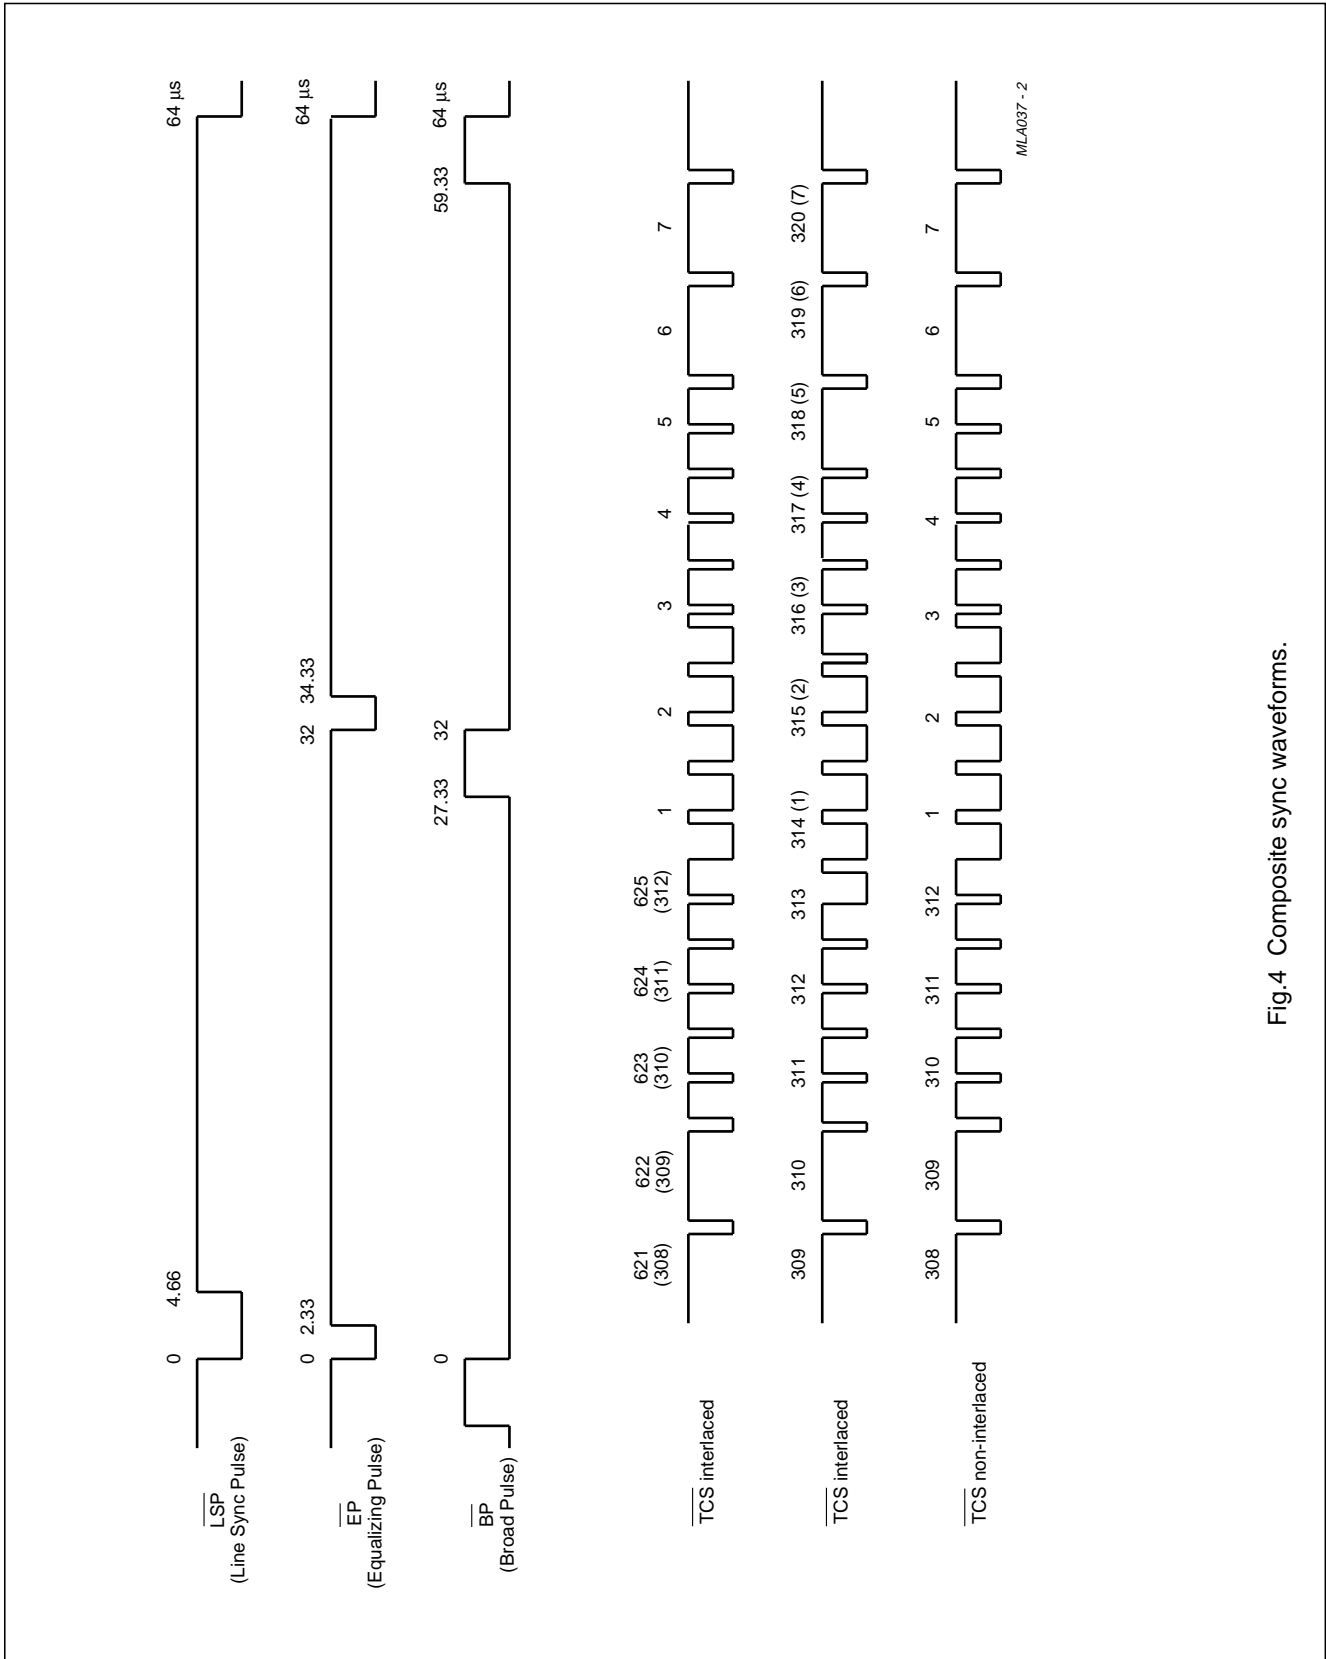 LSP
(Line Sync Pulse)
0 4.66 64 μs
EP
(Equalizing Pulse)
0 2.33 32 34.33 64 μs
BP
(Broad Pulse)
0 27.33 32 59.33 64 μs
TCS interlaced
621 622 623 624 625 1 2 3 4 5 6 7
(308) (309) (310) (311) (312)
TCS interlaced
309 310 311 312 313 314 (1) 315 (2) 316 (3) 317 (4) 318 (5) 319 (6) 320 (7)
TCS non-interlaced
308 309 310 311 312 1 2 3 4 5 6 7
MLA037 - 2
Fig.4 Composite sync waveforms.